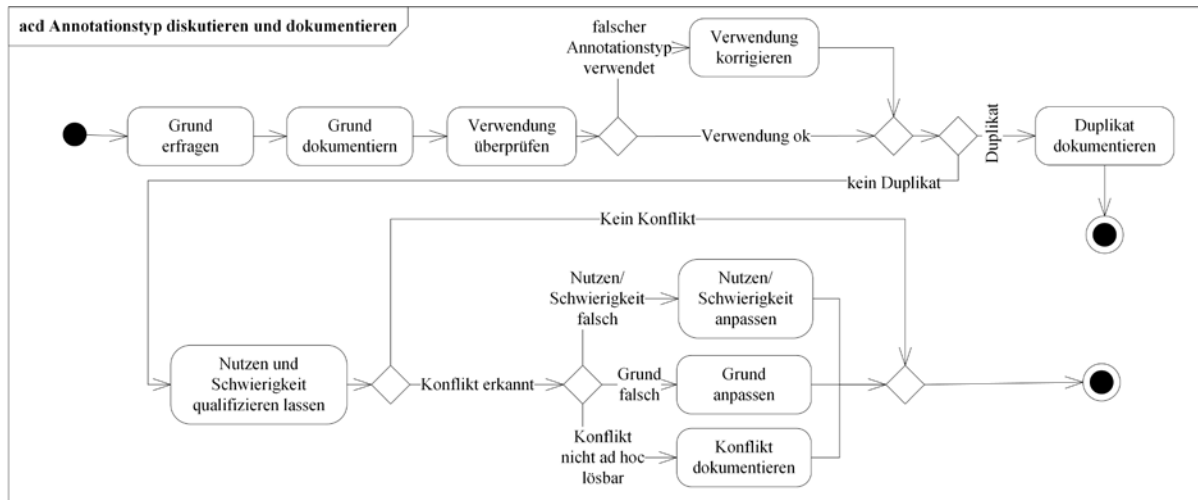 acd Annotationstyp diskutieren und dokumentieren
falscher
Annotationstyp
verwendet
Verwendung
korrigieren
Grund
erfragen
Grund
dokumentiern
Verwendung
überprüfen
Verwendung ok
Duplikat
Duplikat
dokumentieren
kein Duplikat
Kein Konflikt
Nutzen/
Schwierigkeit
falsch
Nutzen/
Schwierigkeit
anpassen
Nutzen und
Schwierigkeit
qualifizieren lassen
Konflikt erkannt
Grund
falsch
Grund
anpassen
Konflikt
nicht ad hoc
lösbar
Konflikt
dokumentieren